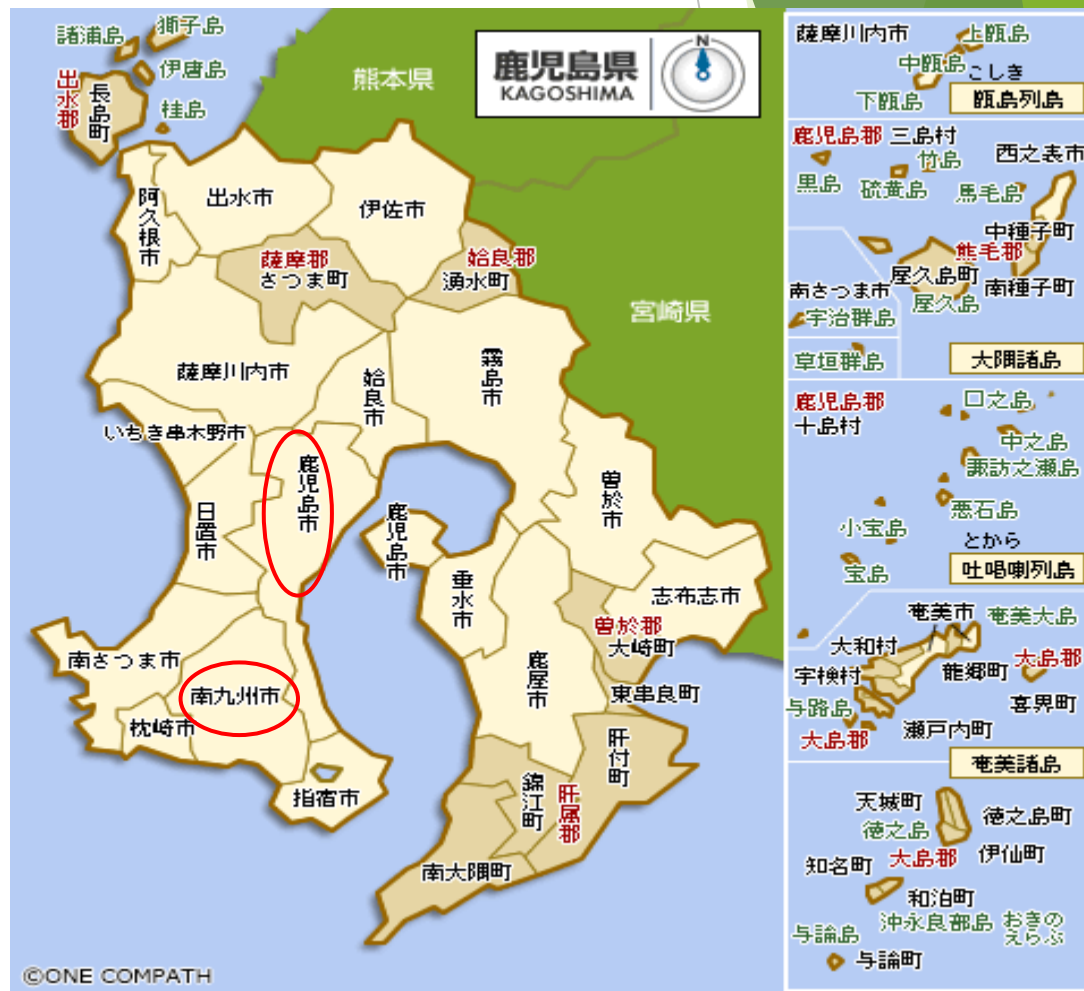 諸浦島
獅子島
伊唐島
桂島
出水郡
長島町
熊本県
鹿児島県
KAGOSHIMA
N
阿久根市
出水市
伊佐市
薩摩郡
さつま町
姶良郡
湧水町
宮崎県
薩摩川内市
姶良市
霧島市
いちき串木野市
鹿児島市
日置市
鹿児島市
曽於市
垂水市
志布志市
曽於郡
大崎町
鹿屋市
東串良町
南さつま市
南九州市
枕崎市
指宿市
肝付町
錦江町
肝属郡
南大隅町
©ONE COMPATH
薩摩川内市
上甑島
中甑島
こしき
下甑島
甑島列島
鹿児島郡 三島村
竹島
西之表市
黒島
硫黄島
馬毛島
中種子町
熊毛郡
屋久島町
南種子町
屋久島
南さつま市
宇治群島
草垣群島
大隅諸島
鹿児島郡
十島村
口之島
中之島
諏訪之瀬島
悪石島
小宝島
とから
宝島
吐噶喇列島
奄美市
奄美大島
大和村
大島郡
宇検村
龍郷町
与路島
喜界町
瀬戸内町
大島郡
奄美諸島
天城町
徳之島町
徳之島
伊仙町
知名町
大島郡
和泊町
沖永良部島
おきの
えらぶ
与論島
与論町